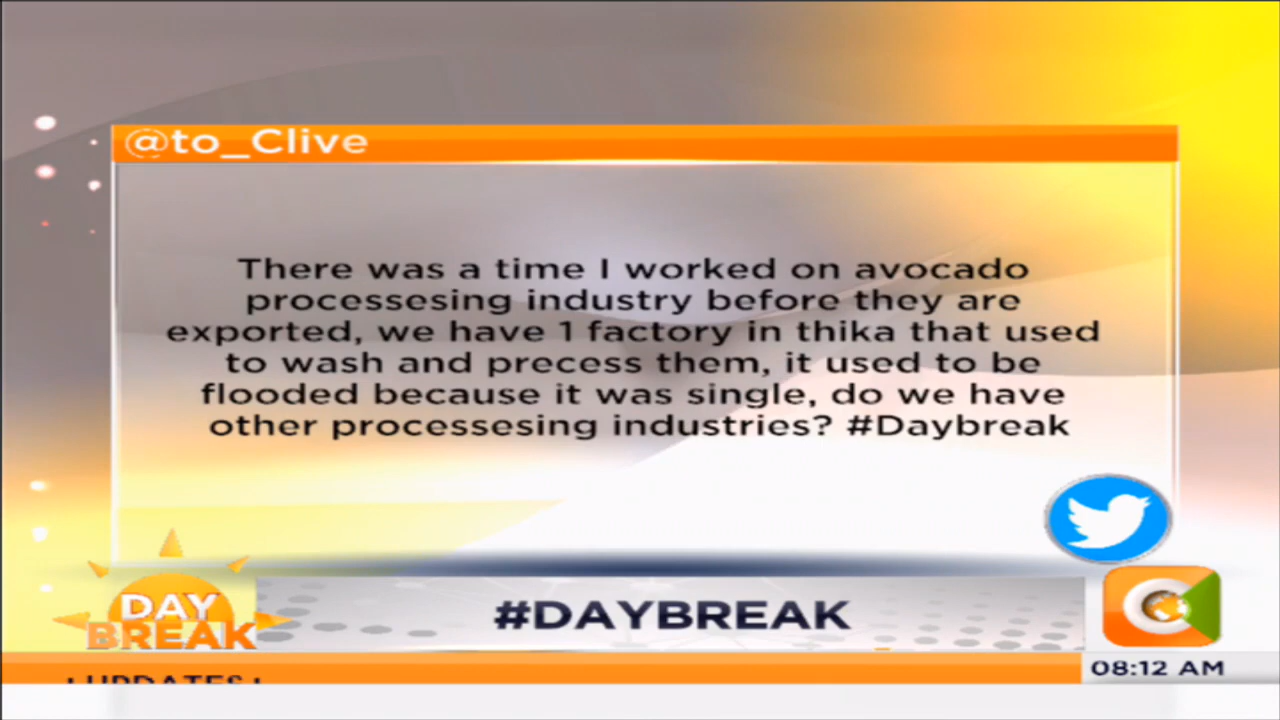 @to_Clive
There was a time I worked on avocado
processesing industry before they are
exported, we have 1 factory in thika that used
to wash and precess them, it used to be
flooded because it was single, do we have
other processesing industries? #Daybreak
DAY
BREAK
#DAYBREAK
08:12 AM